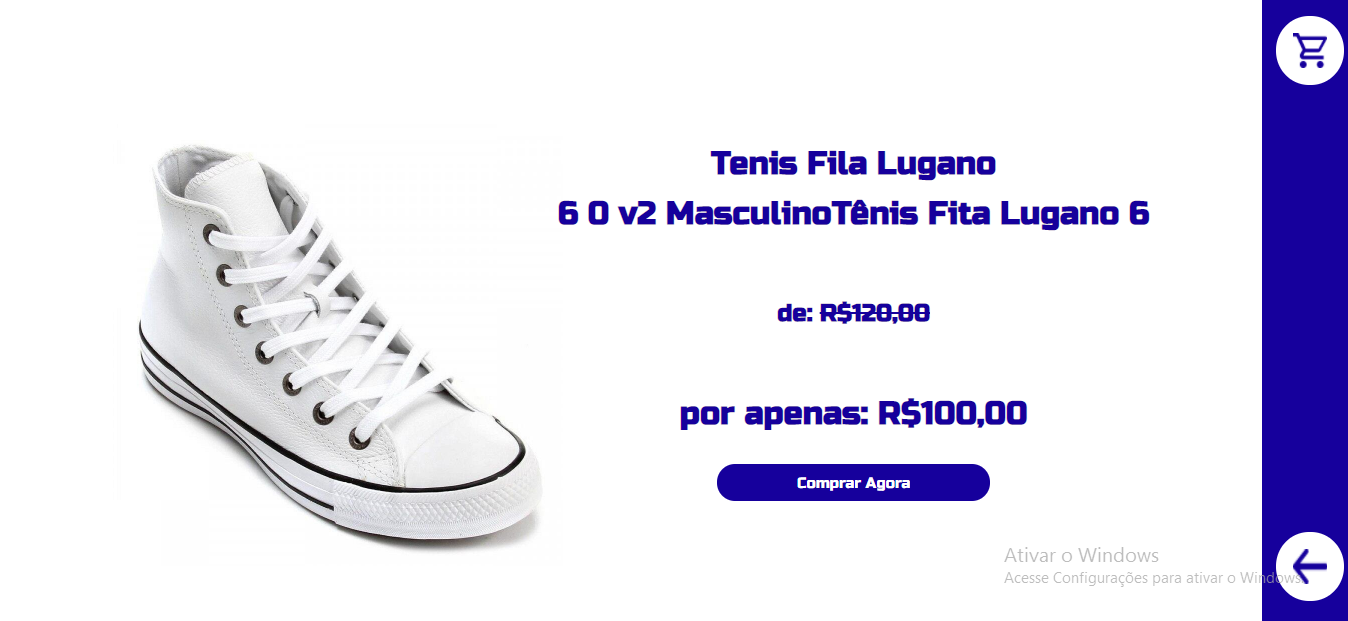 Tenis Fila Lugano
6 0 v2 MasculinoTênis Fita Lugano 6
de: R$120,00
por apenas: R$100,00
Comprar Agora
Ativar o Windows
Acesse Configurações para ativar o Windows.